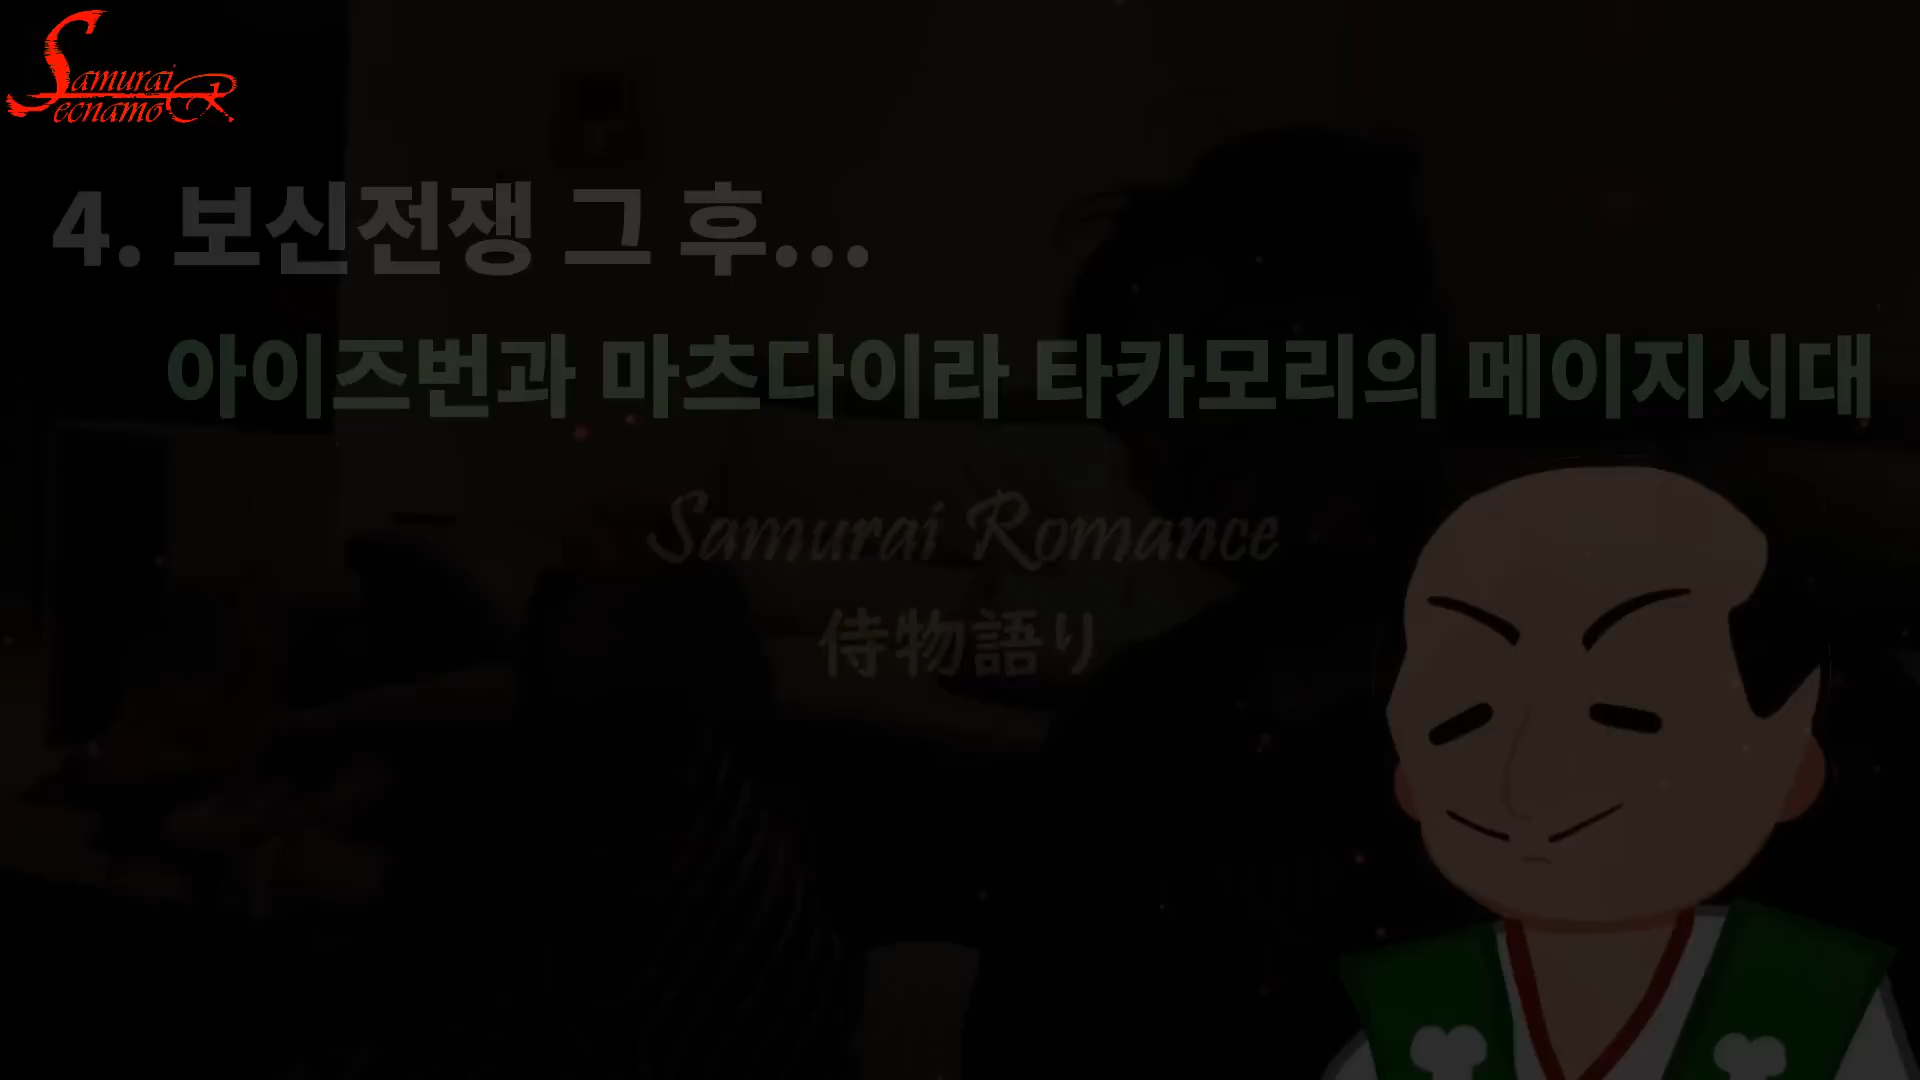 Samurai
ecnamoR
4. 보신전쟁 그 후...
아이즈번과 마츠다이라 타카모리의 메이지시대
Samurai Romance
侍物語り